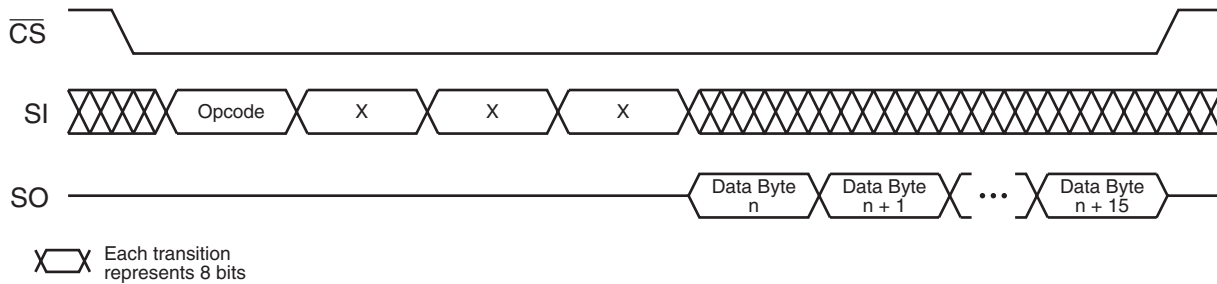 CS
SI
Opcode
X
X
X
SO
Data Byte
n
Data Byte
n + 1
•••
Data Byte
n + 15
Each transition
represents 8 bits